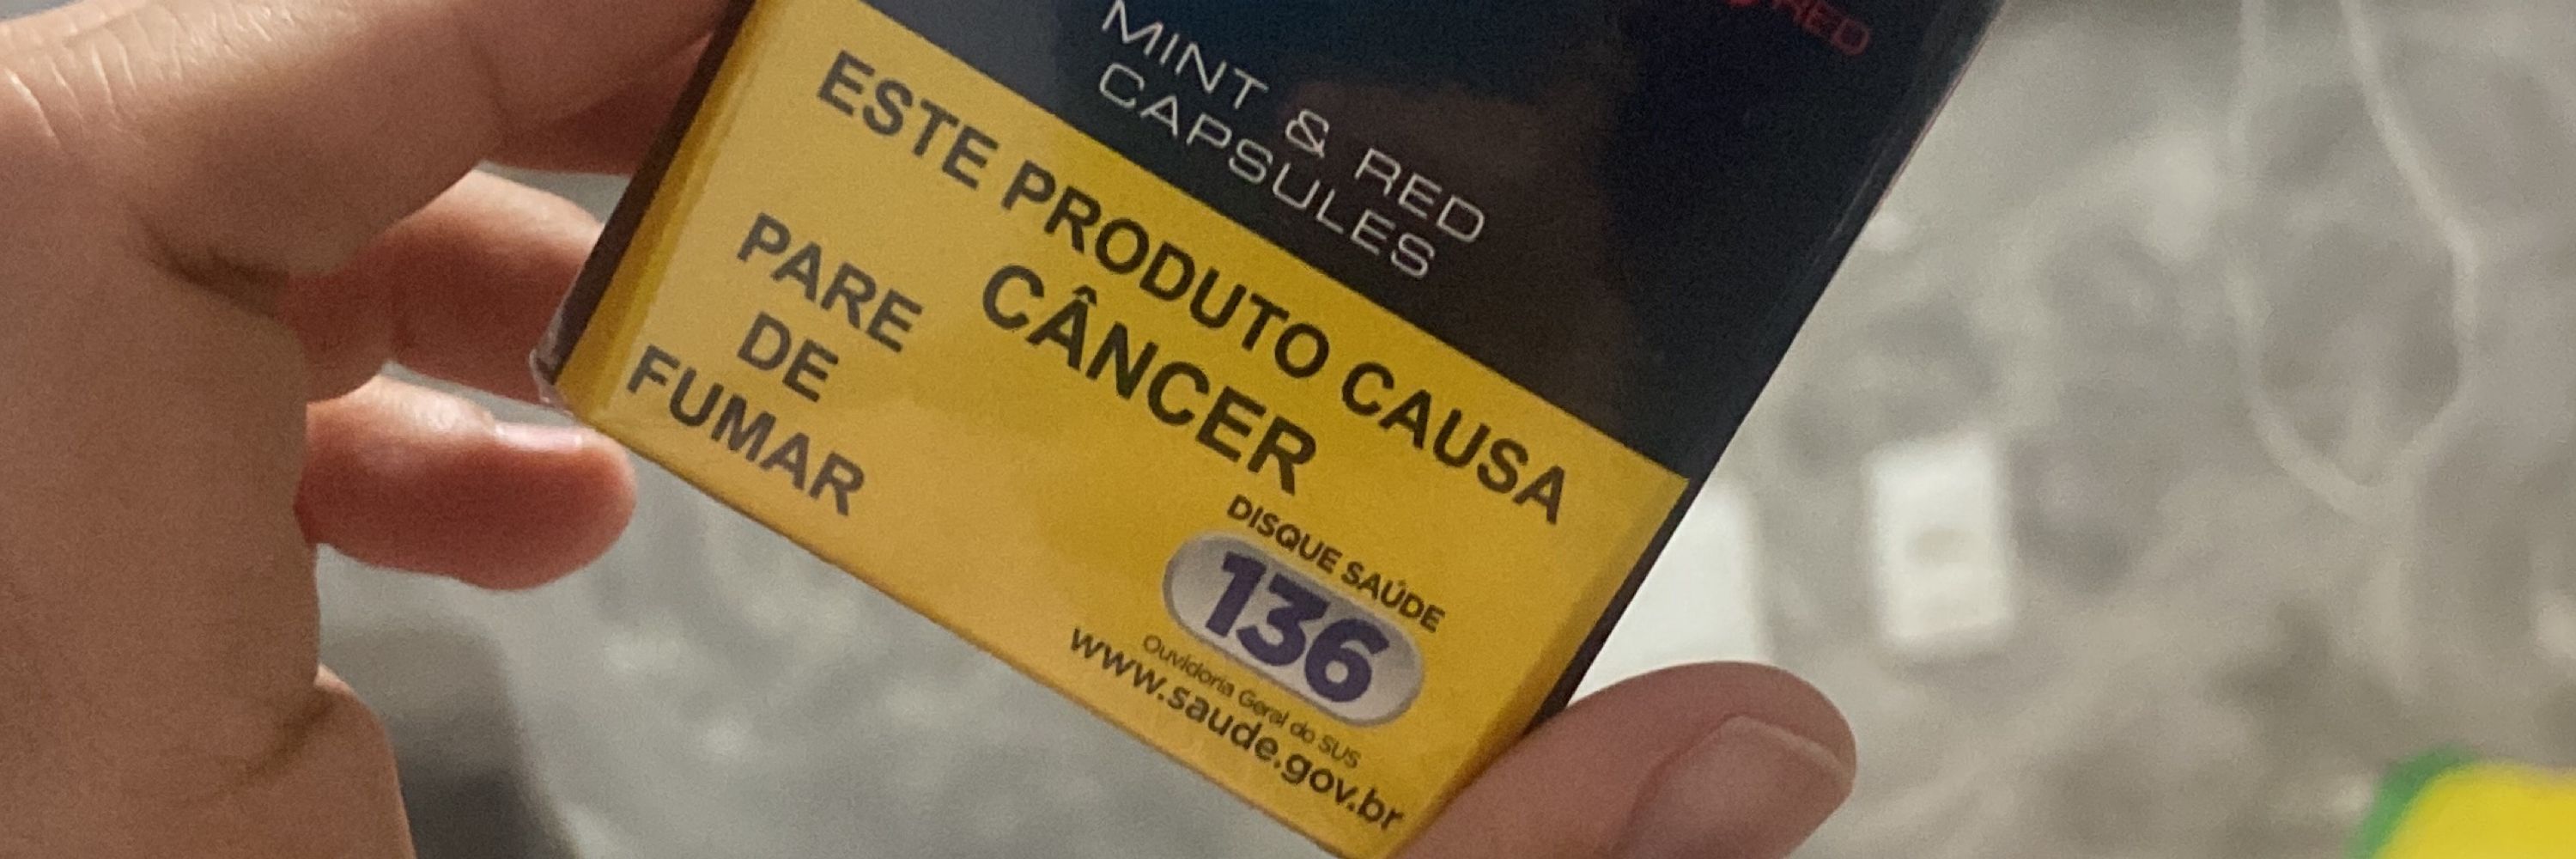 RED
MINT & RED
CAPSULES
ESTE PRODUTO CAUSA
CÂNCER
PARE
DE
FUMAR
DISQUE SAÚDE
136
Ouvidoria Geral do SUS
www.saude.gov.br